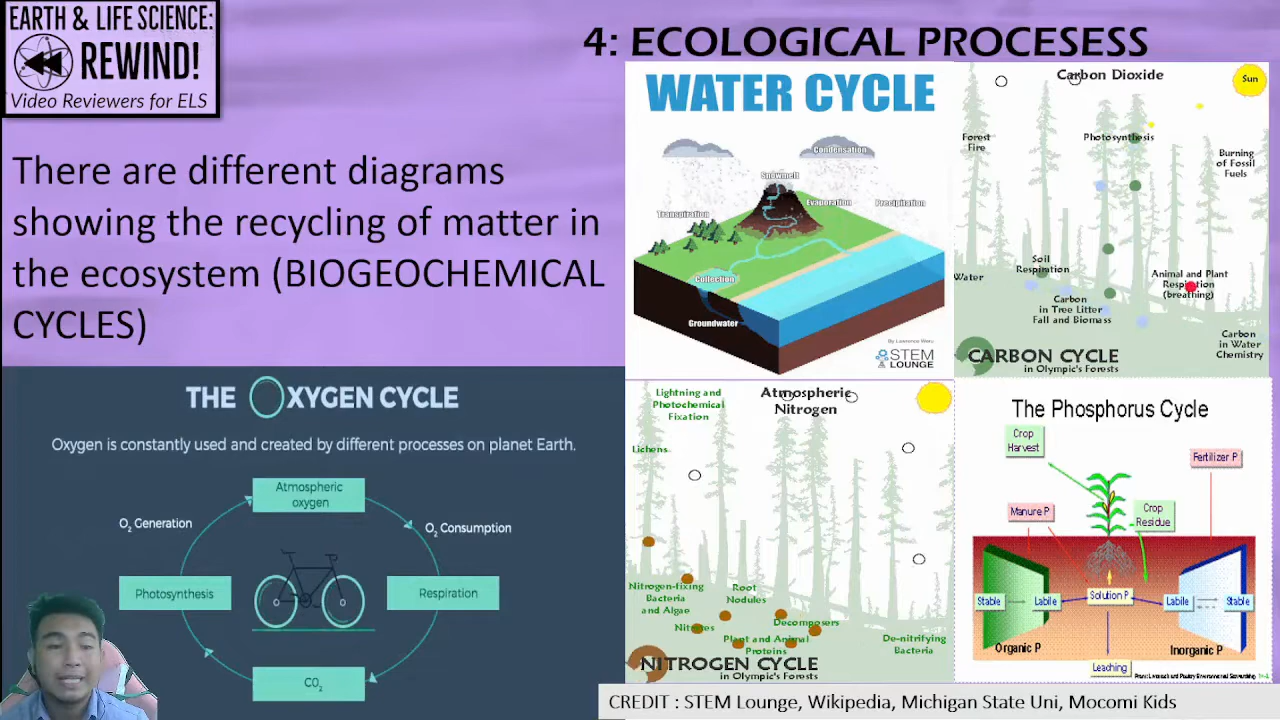 EARTH & LIFE SCIENCE:
REWIND!
Video Reviewers for ELS
4: ECOLOGICAL PROCESESS
There are different diagrams
showing the recycling of matter in
the ecosystem (BIOGEOCHEMICAL
CYCLES)
WATER CYCLE
Condensation
Snowmelt
Transpiration
Evaporation
Precipitation
Collection
Groundwater
By Lawrence Wanu
STEM
LOUNGE
Carbon Dioxide
Sun
Forest
Fire
Photosynthesis
Burning
of Fossil
Fuels
Soil
Respiration
Water
Animal and Plant
Respiration
(breathing)
Carbon
in Tree Litter
Fall and Biomass
Carbon
in Water
Chemistry
CARBON CYCLE
in Olympic's Forests
THE OXYGEN CYCLE
Oxygen is constantly used and created by different processes on planet Earth.
Atmospheric
oxygen
O₂ Generation
O₂ Consumption
Photosynthesis
Respiration
CO₂
Lightning and
Photochemical
Fixation
Atmospheric
Nitrogen
Lichens
Nitrogen-fixing
Bacteria
and Algae
Root
Nodules
Nitrates
Decomposers
Plant and Animal
Proteins
De-nitrifying
Bacteria
NITROGEN CYCLE
in Olympic's Forests
The Phosphorus Cycle
Crop
Harvest
Fertilizer P
Manure P
Crop
Residue
Stable
Labile
Solution P
Labile
Stable
Organic P
Inorganic P
Leaching
CREDIT : STEM Lounge, Wikipedia, Michigan State Uni, Mocomi Kids